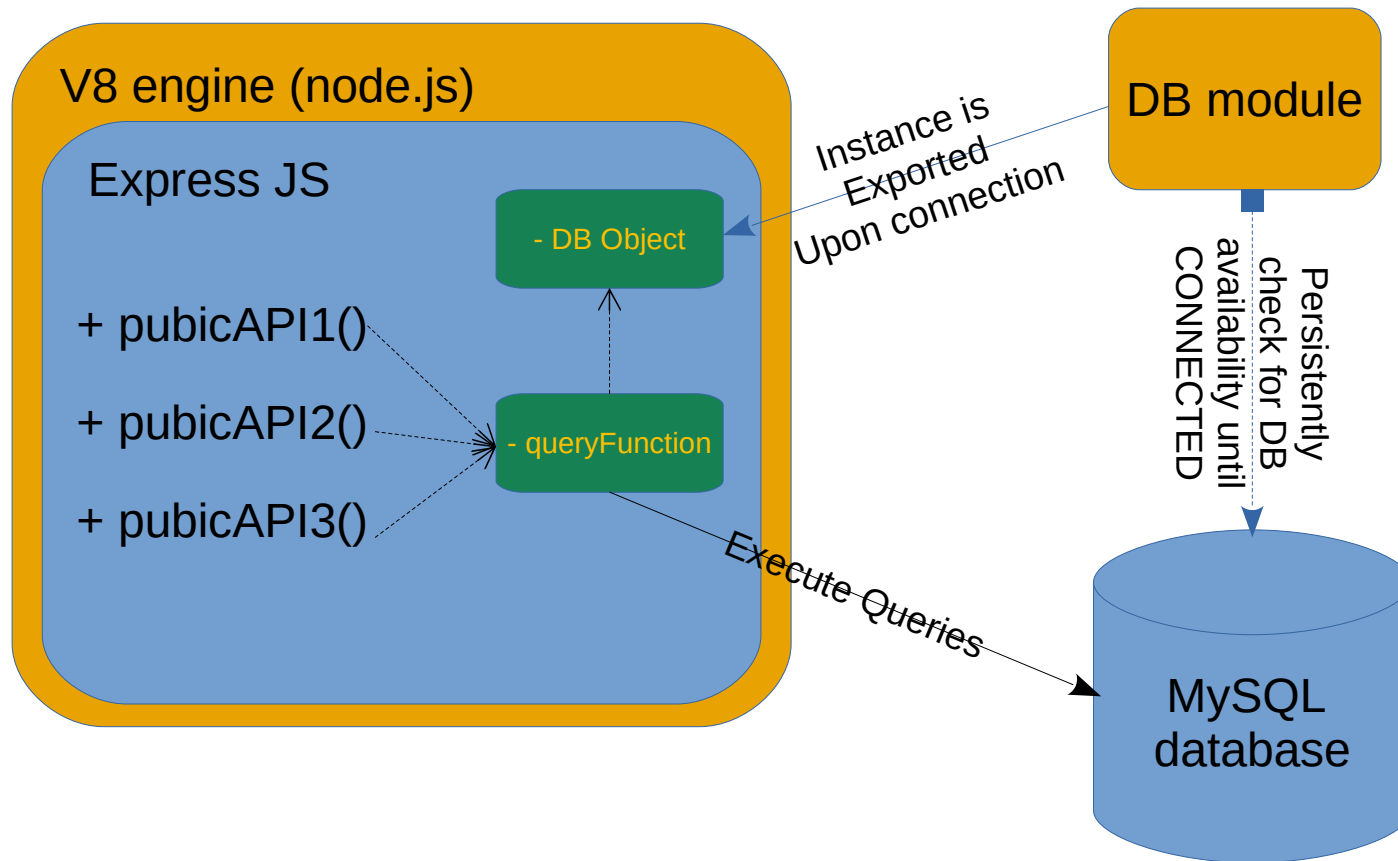 V8 engine (node.js)
Express JS
- DB Object
+ pubicAPI1()
+ pubicAPI2()
- queryFunction
+ pubicAPI3()
Instance is
Exported
Upon connection
DB module
Persistently
check for DB
availability until
CONNECTED
Execute Queries
MySQL
database